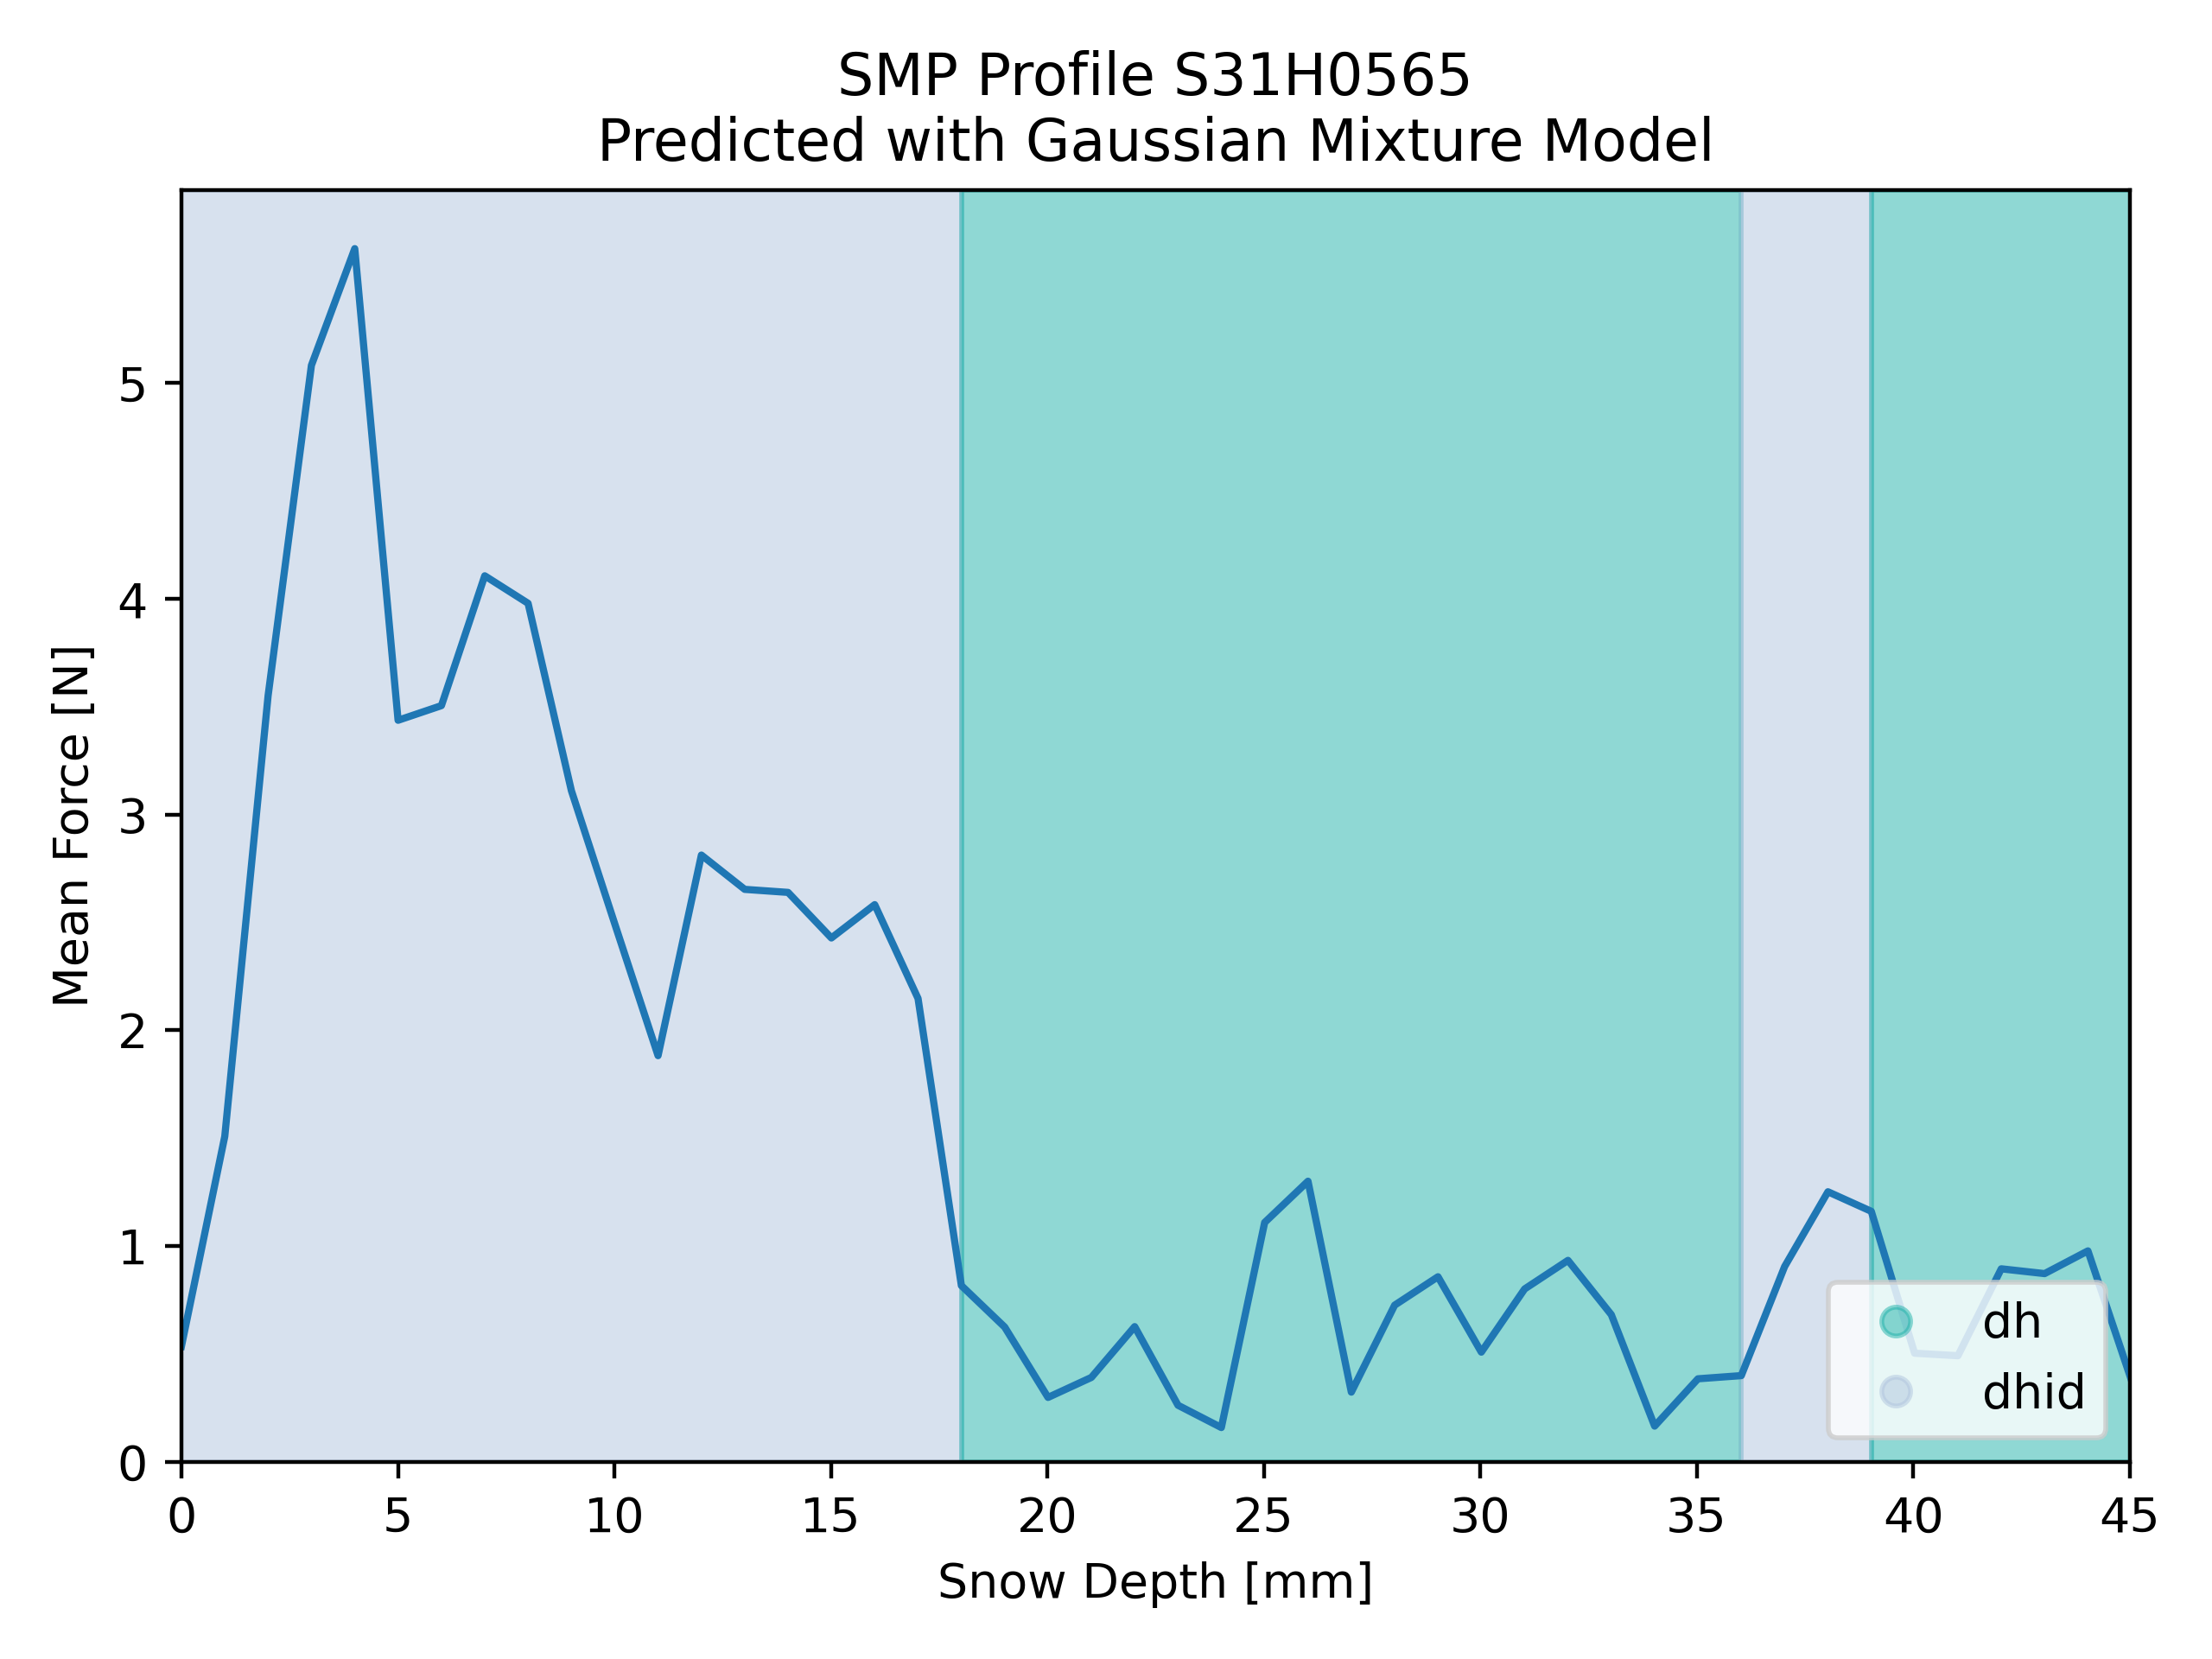 SMP Profile S31H0565
Predicted with Gaussian Mixture Model
Mean Force [N]
5
4
3
2
1
0
dh
dhid
0 5 10 15 20 25 30 35 40 45
Snow Depth [mm]